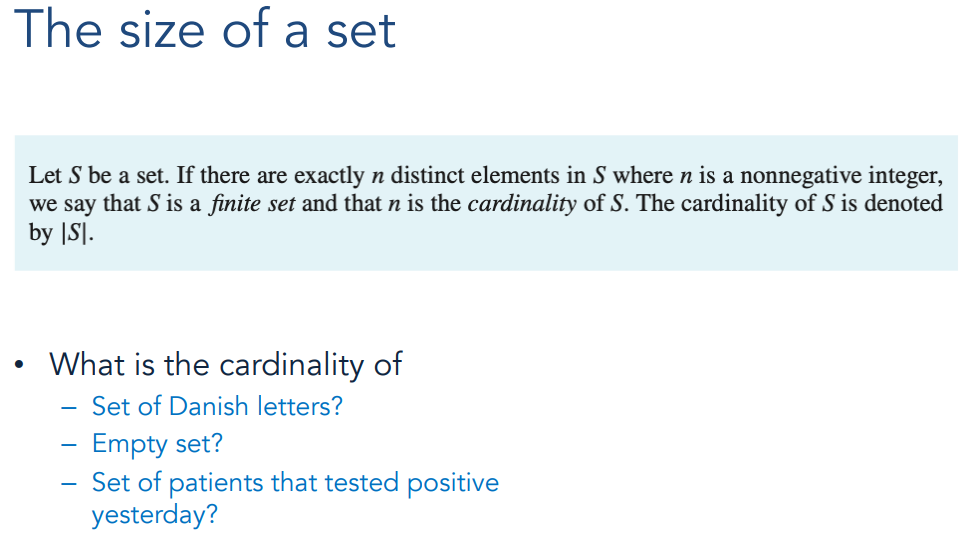 The size of a set
Let S be a set. If there are exactly n distinct elements in S where n is a nonnegative integer,
we say that S is a finite set and that n is the cardinality of S. The cardinality of S is denoted
by |S|.
• What is the cardinality of
– Set of Danish letters?
– Empty set?
– Set of patients that tested positive
yesterday?